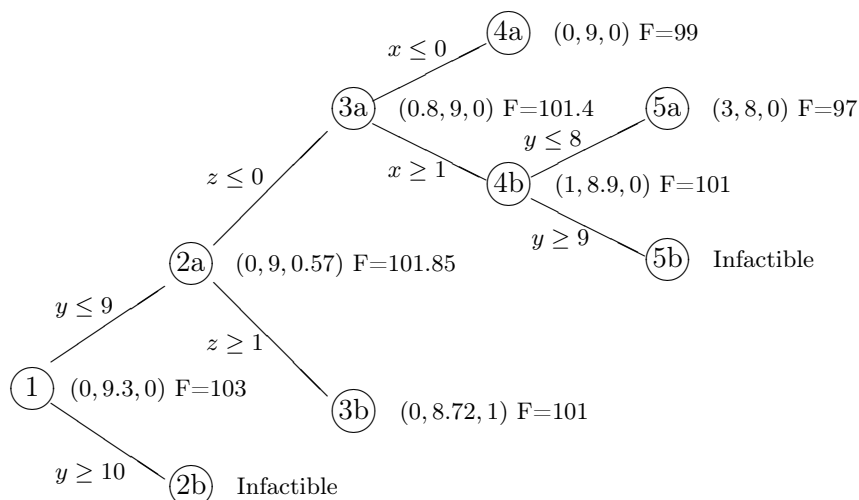 4a (0, 9, 0) F=99
x ≤ 0
3a (0.8, 9, 0) F=101.4
5a (3, 8, 0) F=97
y ≤ 8
z ≤ 0
x ≥ 1
4b (1, 8.9, 0) F=101
y ≥ 9
2a (0, 9, 0.57) F=101.85
5b Infactible
y ≤ 9
z ≥ 1
1 (0, 9.3, 0) F=103
3b (0, 8.72, 1) F=101
y ≥ 10
2b Infactible